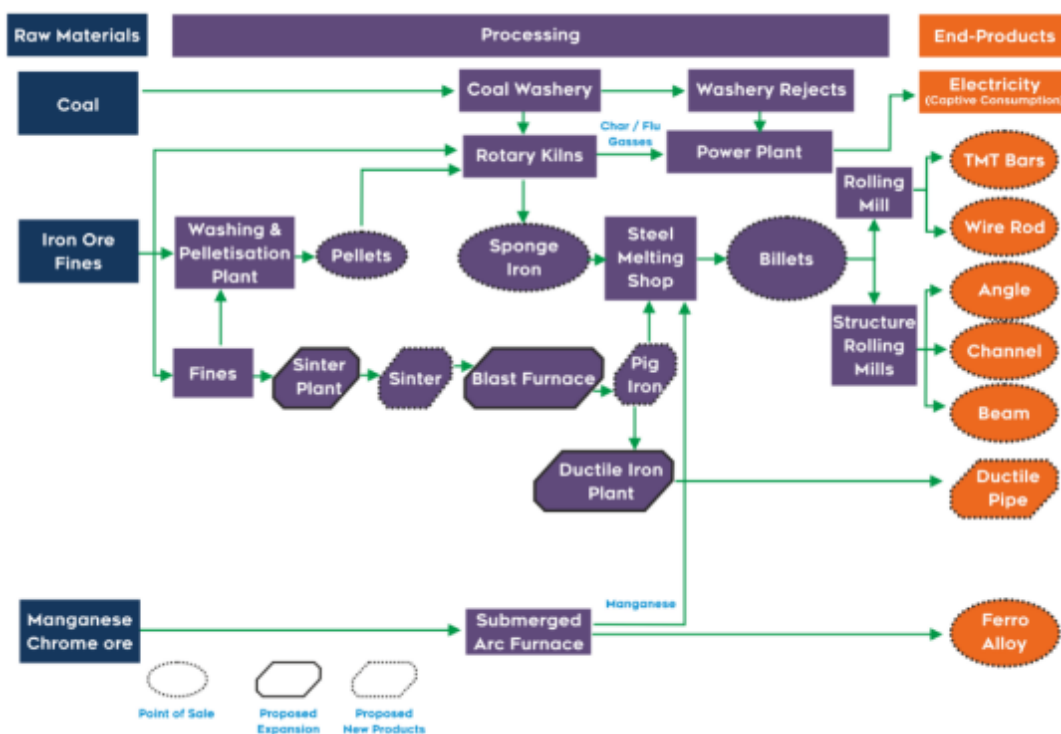 Raw Materials
Processing
End-Products
Coal
Coal Washery
Washery Rejects
Electricity
(Captive Consumption)
Char / Flu
Gasses
Rotary Kilns
Power Plant
TMT Bars
Rolling
Mill
Iron Ore
Fines
Washing &
Pelletisation
Plant
Pellets
Sponge
Iron
Steel
Melting
Shop
Billets
Wire Rod
Angle
Structure
Rolling
Mills
Channel
Fines
Sinter
Plant
Sinter
Blast Furnace
Pig
Iron
Beam
Ductile Iron
Plant
Ductile
Pipe
Manganese
Manganese
Chrome ore
Submerged
Arc Furnace
Ferro
Alloy
Point of Sale
Proposed
Expansion
Proposed
New Products